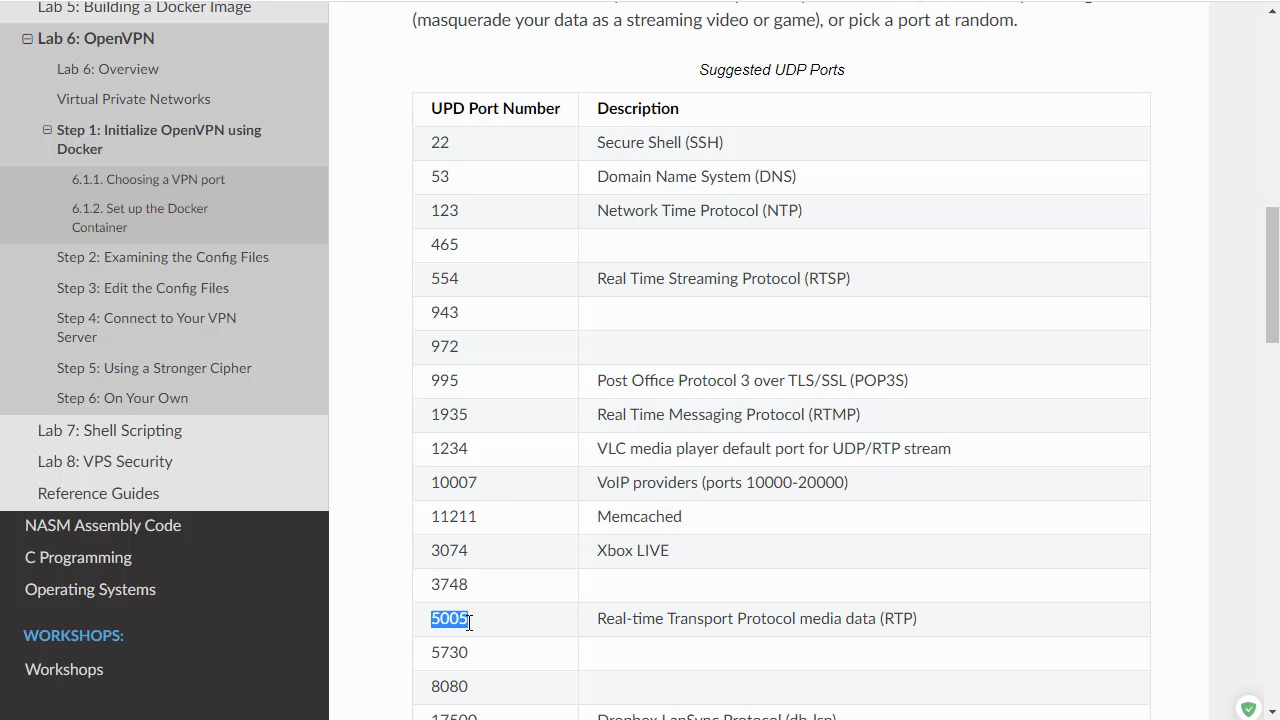 Lab 5: Building a Docker Image
Lab 6: OpenVPN
Lab 6: Overview
Virtual Private Networks
Step 1: Initialize OpenVPN using
Docker
6.1.1. Choosing a VPN port
6.1.2. Set up the Docker
Container
Step 2: Examining the Config Files
Step 3: Edit the Config Files
Step 4: Connect to Your VPN
Server
Step 5: Using a Stronger Cipher
Step 6: On Your Own
Lab 7: Shell Scripting
Lab 8: VPS Security
Reference Guides
NASM Assembly Code
C Programming
Operating Systems
WORKSHOPS:
Workshops
(masquerade your data as a streaming video or game), or pick a port at random.
Suggested UDP Ports
UPD Port Number Description
22 Secure Shell (SSH)
53 Domain Name System (DNS)
123 Network Time Protocol (NTP)
465
554 Real Time Streaming Protocol (RTSP)
943
972
995 Post Office Protocol 3 over TLS/SSL (POP3S)
1935 Real Time Messaging Protocol (RTMP)
1234 VLC media player default port for UDP/RTP stream
10007 VoIP providers (ports 10000-20000)
11211 Memcached
3074 Xbox LIVE
3748
5005 Real-time Transport Protocol media data (RTP)
5730
8080
17500 Dropbox LanSync Protocol (db-lsp)